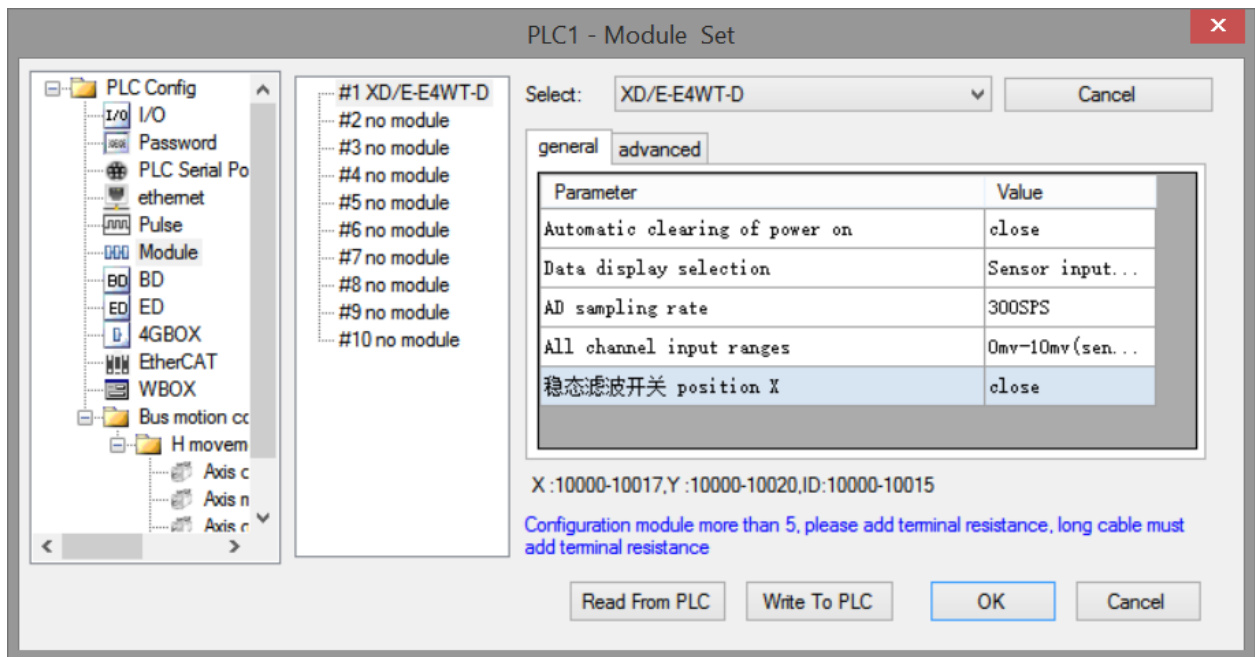 PLC1 - Module Set
PLC Config
I/O
I/O
Password
PLC Serial Po
ethernet
Pulse
Module
BD
BD
ED
ED
4GBOX
EtherCAT
WBOX
Bus motion co
H movem
Axis c
Axis n
Axis c
#1 XD/E-E4WT-D
#2 no module
#3 no module
#4 no module
#5 no module
#6 no module
#7 no module
#8 no module
#9 no module
#10 no module
Select:
XD/E-E4WT-D
Cancel
general
advanced
Parameter Value
Automatic clearing of power on close
Data display selection Sensor input...
AD sampling rate 300SPS
All channel input ranges 0mv-10mv(sen...
稳态滤波开关 position X close
X :10000-10017,Y :10000-10020,ID:10000-10015
Configuration module more than 5, please add terminal resistance, long cable must
add terminal resistance
Read From PLC
Write To PLC
OK
Cancel